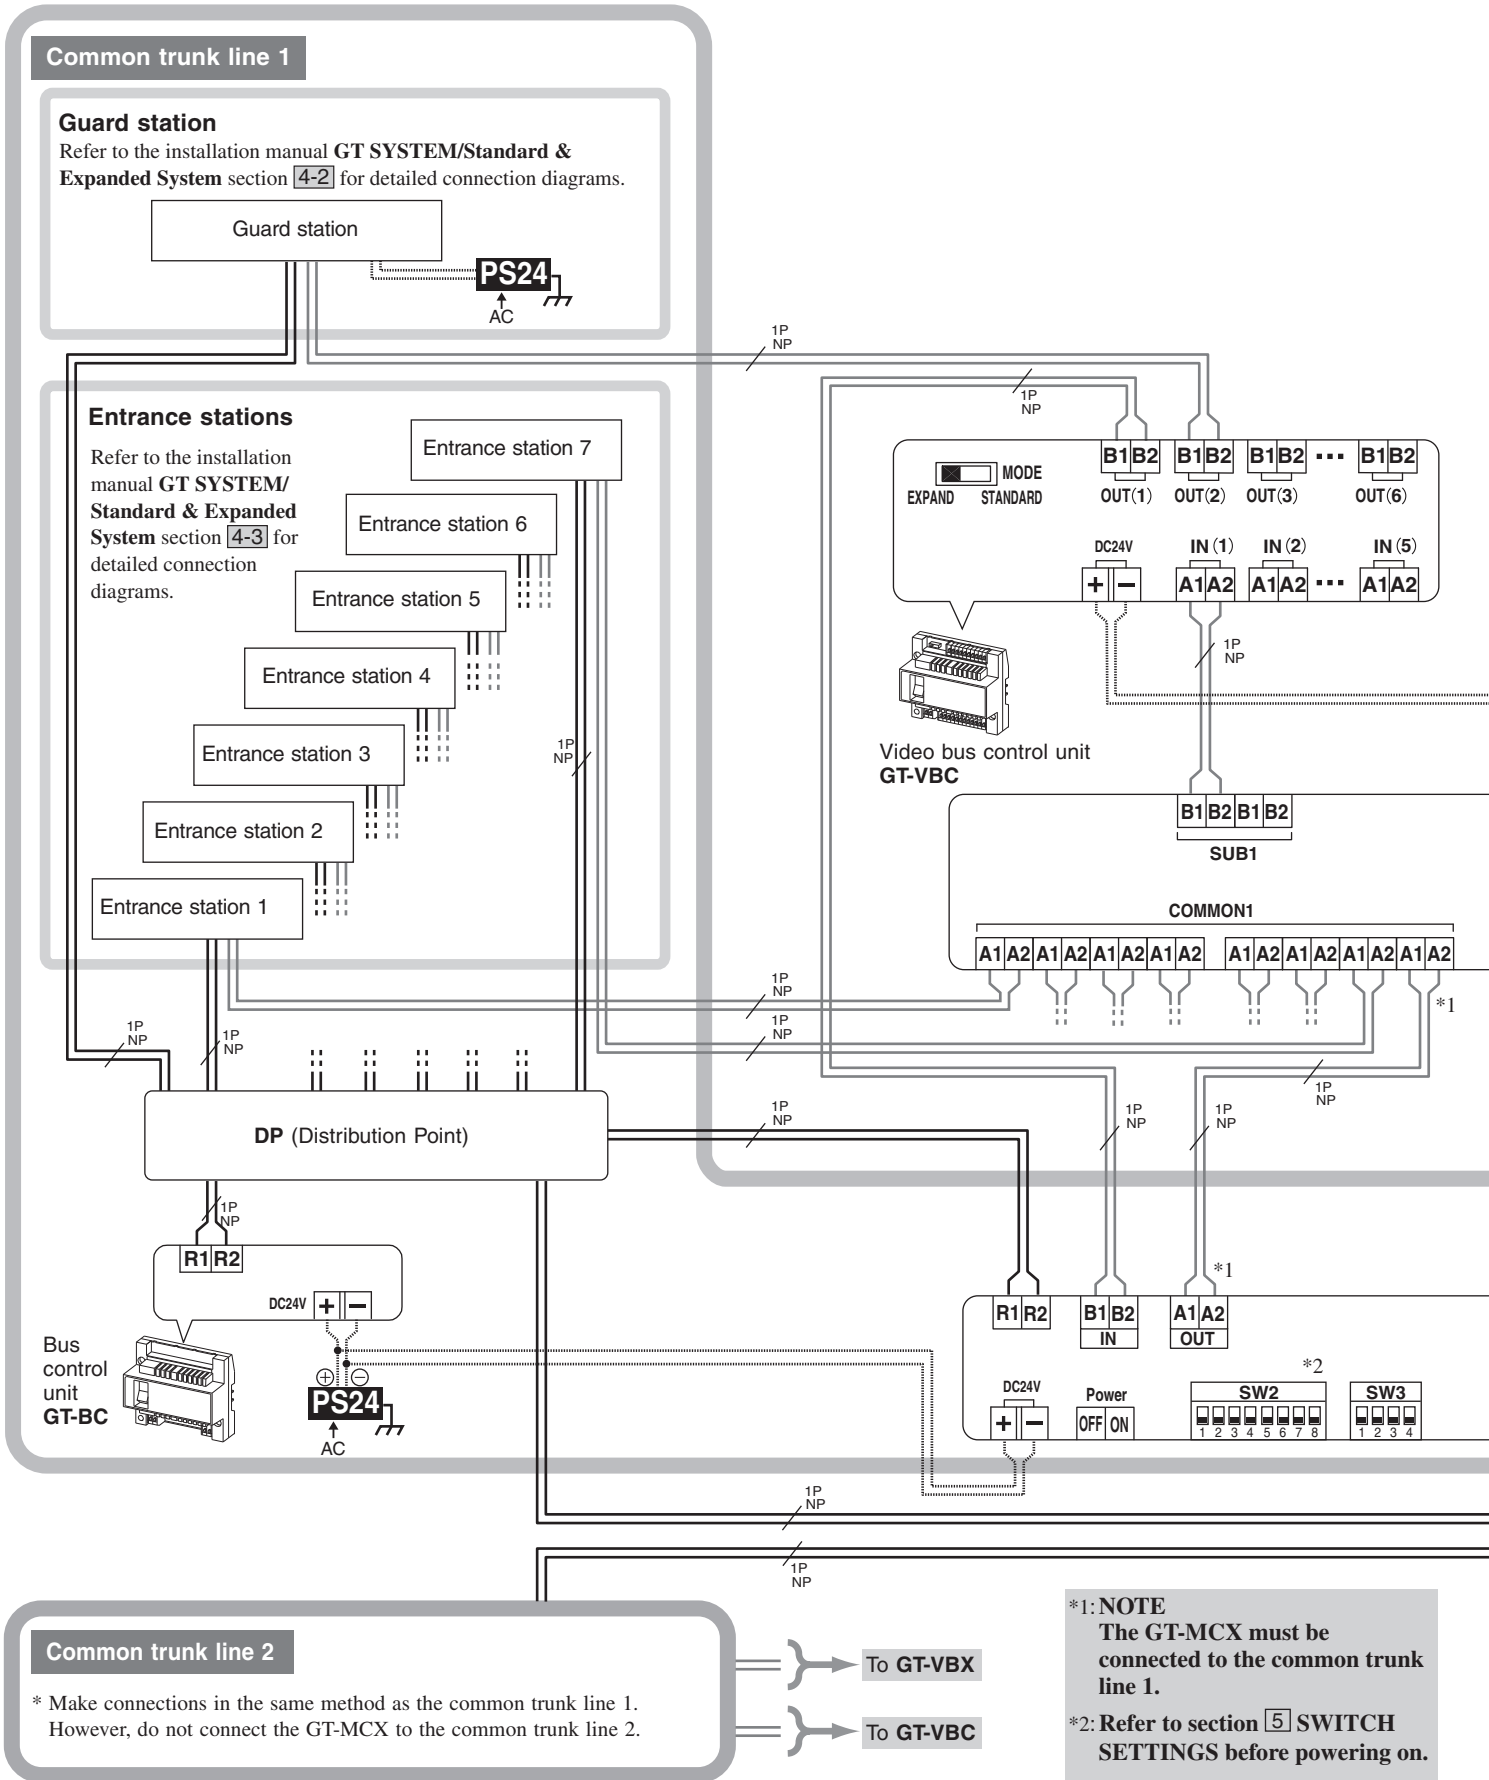 Common trunk line 1
Guard station
Refer to the installation manual GT SYSTEM/Standard &
Expanded System section 4-2 for detailed connection diagrams.
Guard station
PS24
AC
1P
NP
1P
NP
Entrance stations
Refer to the installation
manual GT SYSTEM/
Standard & Expanded
System section 4-3 for
detailed connection
diagrams.
Entrance station 7
Entrance station 6
Entrance station 5
Entrance station 4
Entrance station 3
Entrance station 2
Entrance station 1
1P
NP
B1 B2 B1 B2 B1 B2 ... B1 B2
MODE
EXPAND STANDARD
OUT(1) OUT(2) OUT(3) OUT(6)
DC24V IN(1) IN(2) IN(5)
+ − A1 A2 A1 A2 ... A1 A2
1P
NP
Video bus control unit
GT-VBC
B1 B2 B1 B2
SUB1
COMMON1
A1 A2 A1 A2 A1 A2 A1 A2 A1 A2 A1 A2 A1 A2 A1 A2
*1
1P
NP
1P
NP
1P
NP
1P
NP
1P
NP
1P
NP
1P
NP
1P
NP
DP (Distribution Point)
1P
NP
R1 R2
DC24V + −
Bus
control
unit
GT-BC
+ −
PS24
AC
*1
R1 R2 B1 B2 A1 A2
IN OUT
*2
DC24V Power SW2 SW3
+ − OFF ON
1 2 3 4 5 6 7 8 1 2 3 4
1P
NP
1P
NP
Common trunk line 2
* Make connections in the same method as the common trunk line 1.
However, do not connect the GT-MCX to the common trunk line 2.
To GT-VBX
To GT-VBC
*1: NOTE
The GT-MCX must be
connected to the common trunk
line 1.
*2: Refer to section 5 SWITCH
SETTINGS before powering on.